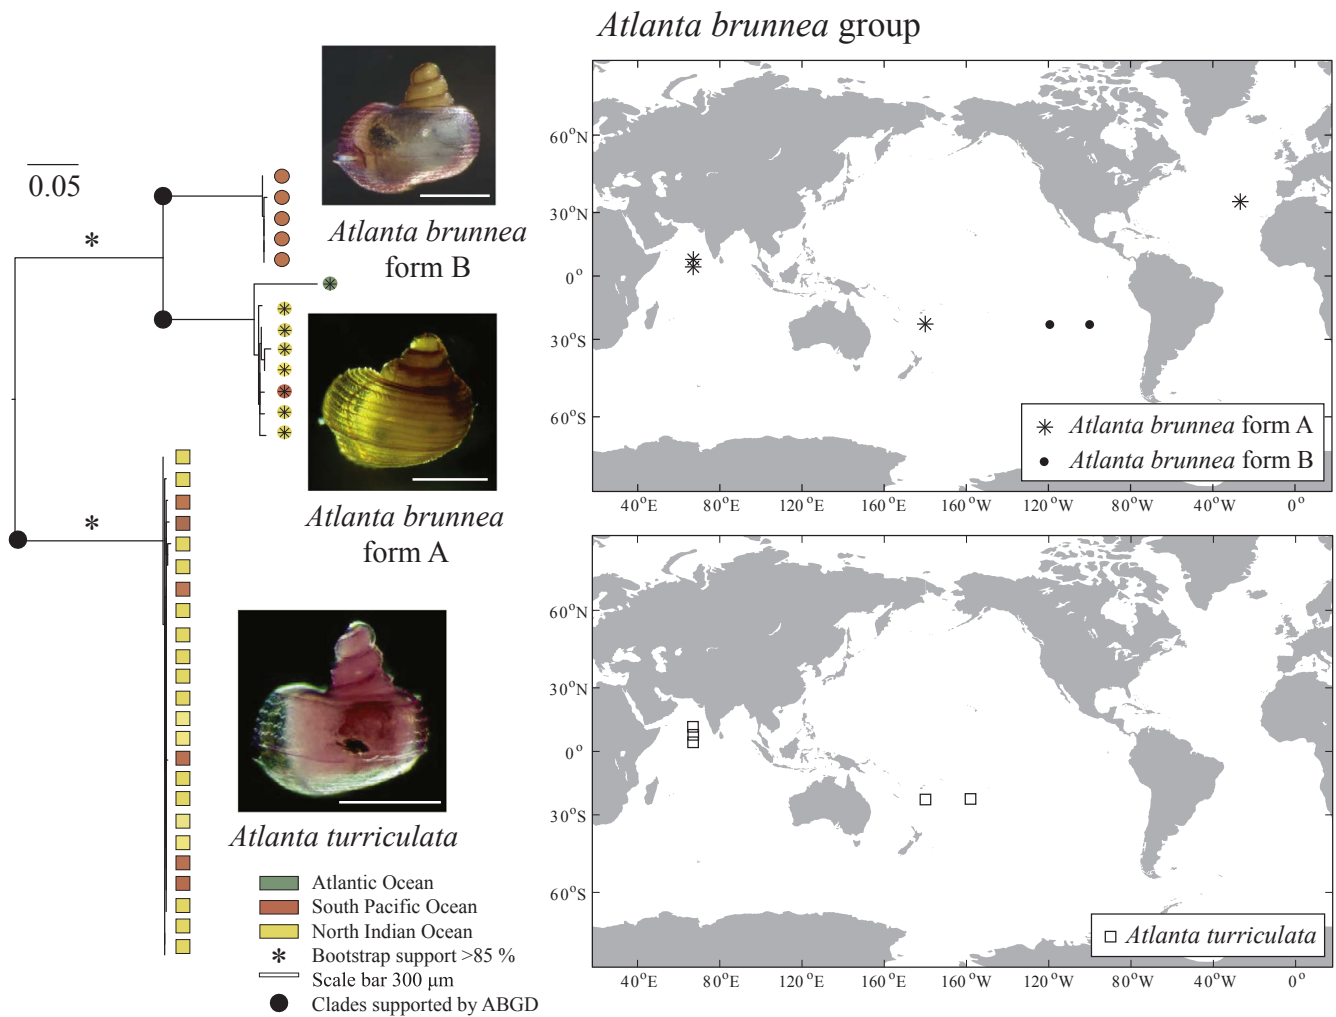 Atlanta brunnea group
0.05
*
Atlanta brunnea
form B
Atlanta brunnea
form A
*
Atlanta turriculata
Atlantic Ocean
South Pacific Ocean
North Indian Ocean
* Bootstrap support >85 %
Scale bar 300 µm
Clades supported by ABGD
60°N
30°N
0°
30°S
60°S
Atlanta brunnea form A
Atlanta brunnea form B
40°E 80°E 120°E 160°E 160°W 120°W 80°W 40°W 0°
60°N
30°N
0°
30°S
60°S
Atlanta turriculata
40°E 80°E 120°E 160°E 160°W 120°W 80°W 40°W 0°